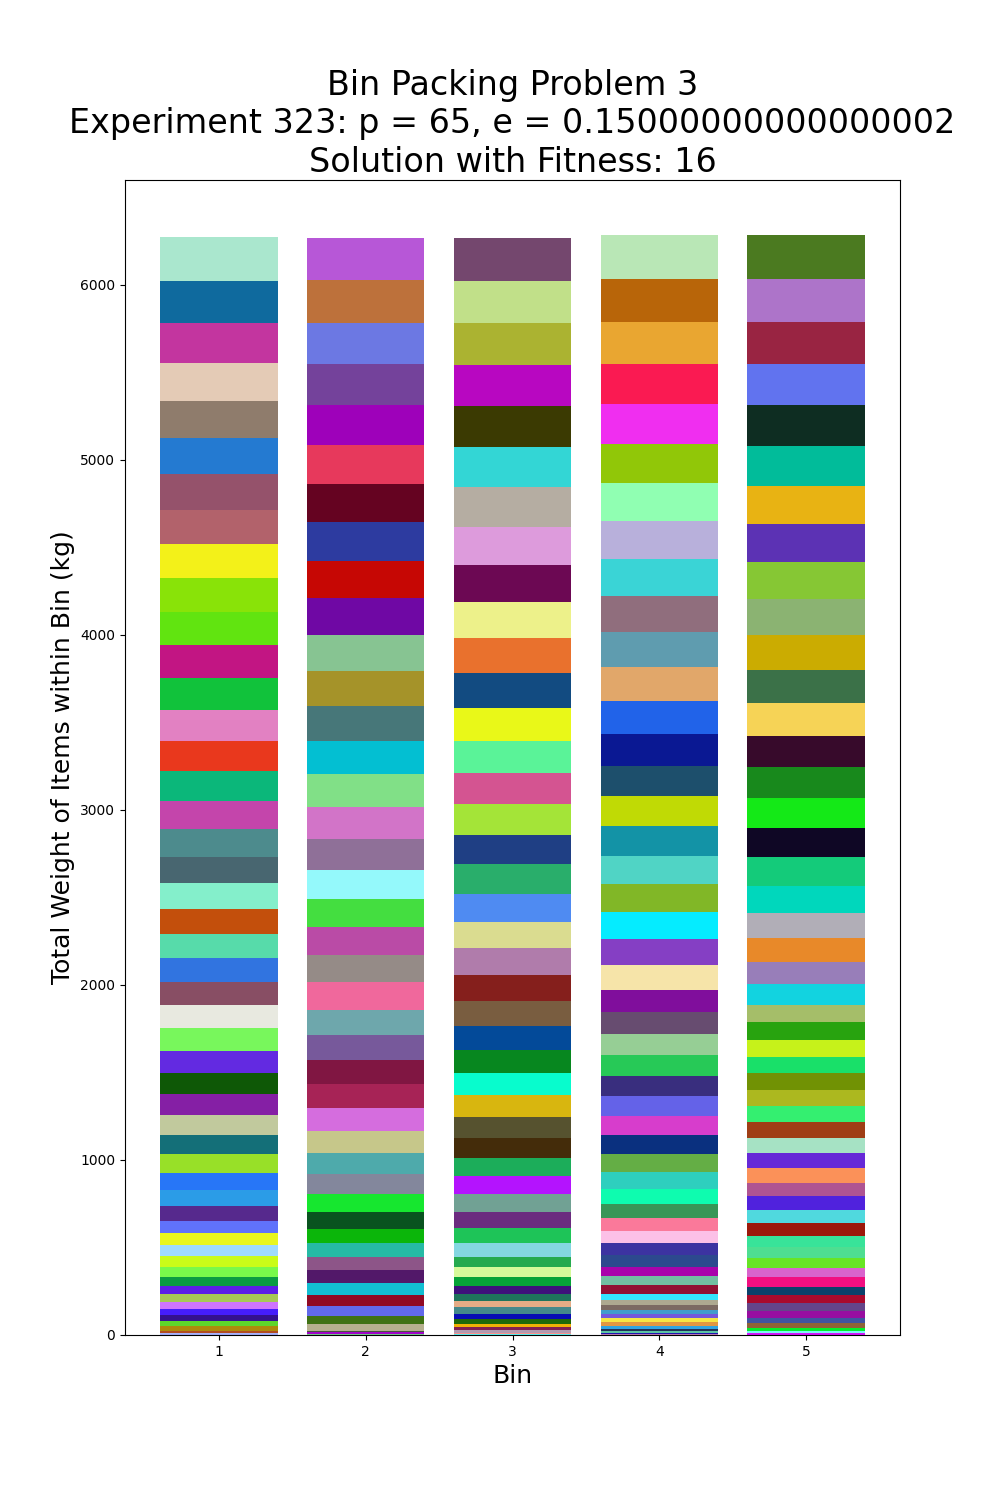 Bin Packing Problem 3
Experiment 323: p = 65, e = 0.15000000000000002
Solution with Fitness: 16
Total Weight of Items within Bin (kg)
6000
5000
4000
3000
2000
1000
0
1 2 3 4 5
Bin